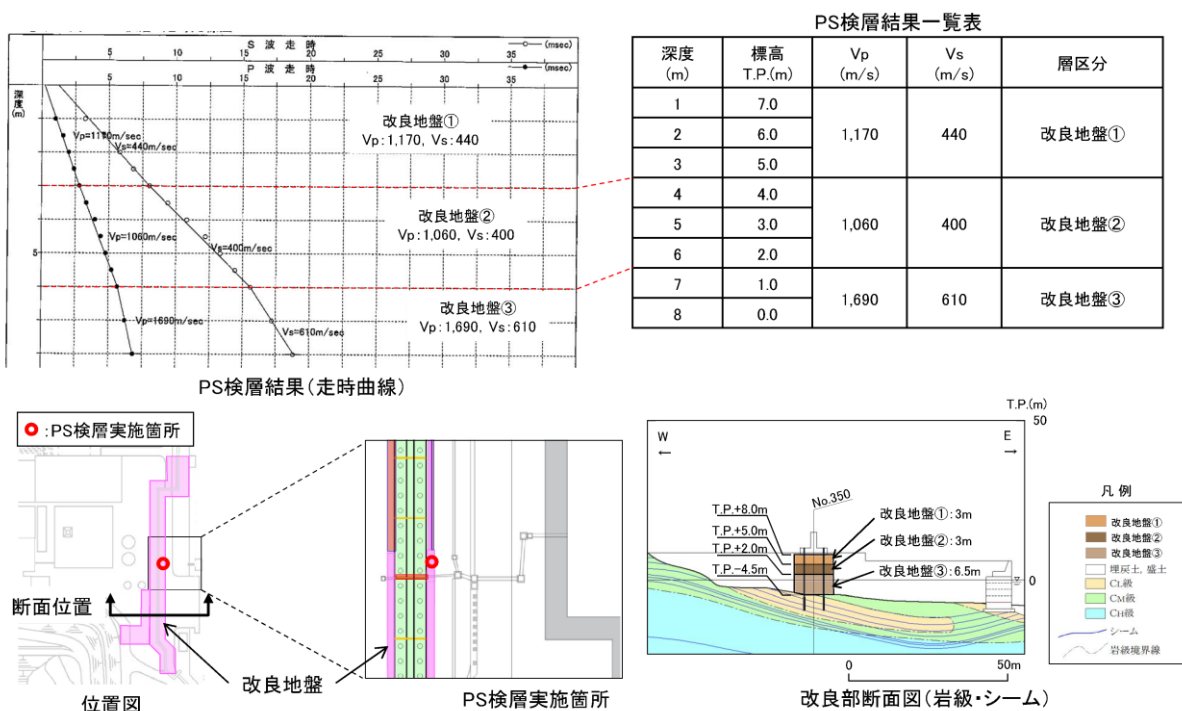 S 波 走 時
(msec)
5 10 15 20 25 30 35
P 波 走 時
(msec)
5 10 15 20 25 30 35
深度(m)
5
Vp=1170m/sec
Vs=440m/sec
改良地盤①
Vp:1,170, Vs:440
Vp=1060m/sec
Vs=400m/sec
改良地盤②
Vp:1,060, Vs:400
Vp=1690m/sec
Vs=610m/sec
改良地盤③
Vp:1,690, Vs:610
PS検層結果(走時曲線)
PS検層結果一覧表
深度 (m) 標高 T.P.(m) Vp (m/s) Vs (m/s) 層区分
1 7.0 1,170 440 改良地盤①
2 6.0
3 5.0
4 4.0 1,060 400 改良地盤②
5 3.0
6 2.0
7 1.0 1,690 610 改良地盤③
8 0.0
:PS検層実施箇所
断面位置
改良地盤
位置図
PS検層実施箇所
T.P.(m)
50
0
W
E
No.350
T.P.+8.0m
T.P.+5.0m
T.P.+2.0m
T.P.-4.5m
改良地盤①:3m
改良地盤②:3m
改良地盤③:6.5m
0 50m
改良部断面図(岩級・シーム)
凡 例
改良地盤①
改良地盤②
改良地盤③
埋戻土, 盛土
CL級
CM級
CH級
シーム
岩級境界線